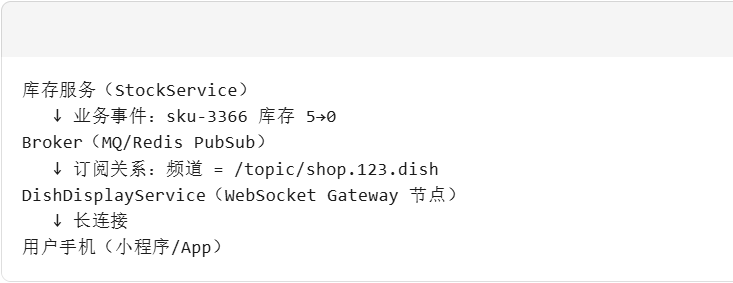 库存服务（StockService）
↓ 业务事件：sku-3366 库存 5→0
Broker（MQ/Redis PubSub）
↓ 订阅关系：频道 = /topic/shop.123.dish
DishDisplayService（WebSocket Gateway 节点）
↓ 长连接
用户手机（小程序/App）